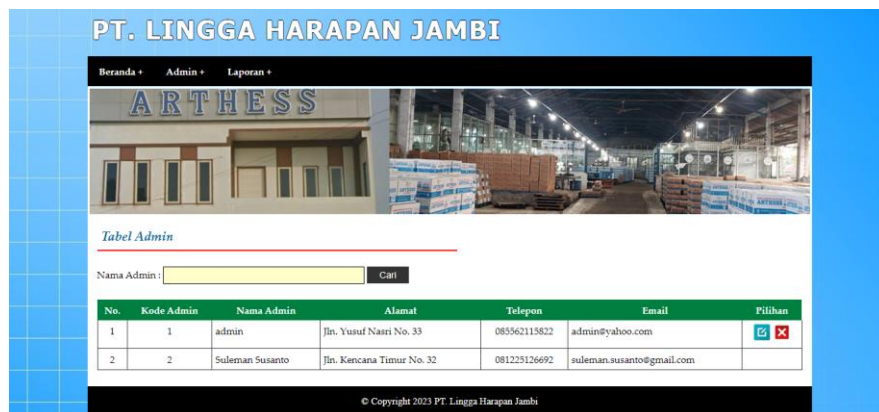 PT. LINGGA HARAPAN JAMBI
Beranda + Admin + Laporan +
ARTHESS
Tabel Admin
Nama Admin : Cari
No. Kode Admin Nama Admin Alamat Telepon Email Pilihan
1 1 admin Jln. Yusuf Nasri No. 33 085562115822 admin@yahoo.com
2 2 Suleman Susanto Jln. Kencana Timur No. 32 081225126692 suleman.susanto@gmail.com
© Copyright 2023 PT. Lingga Harapan Jambi